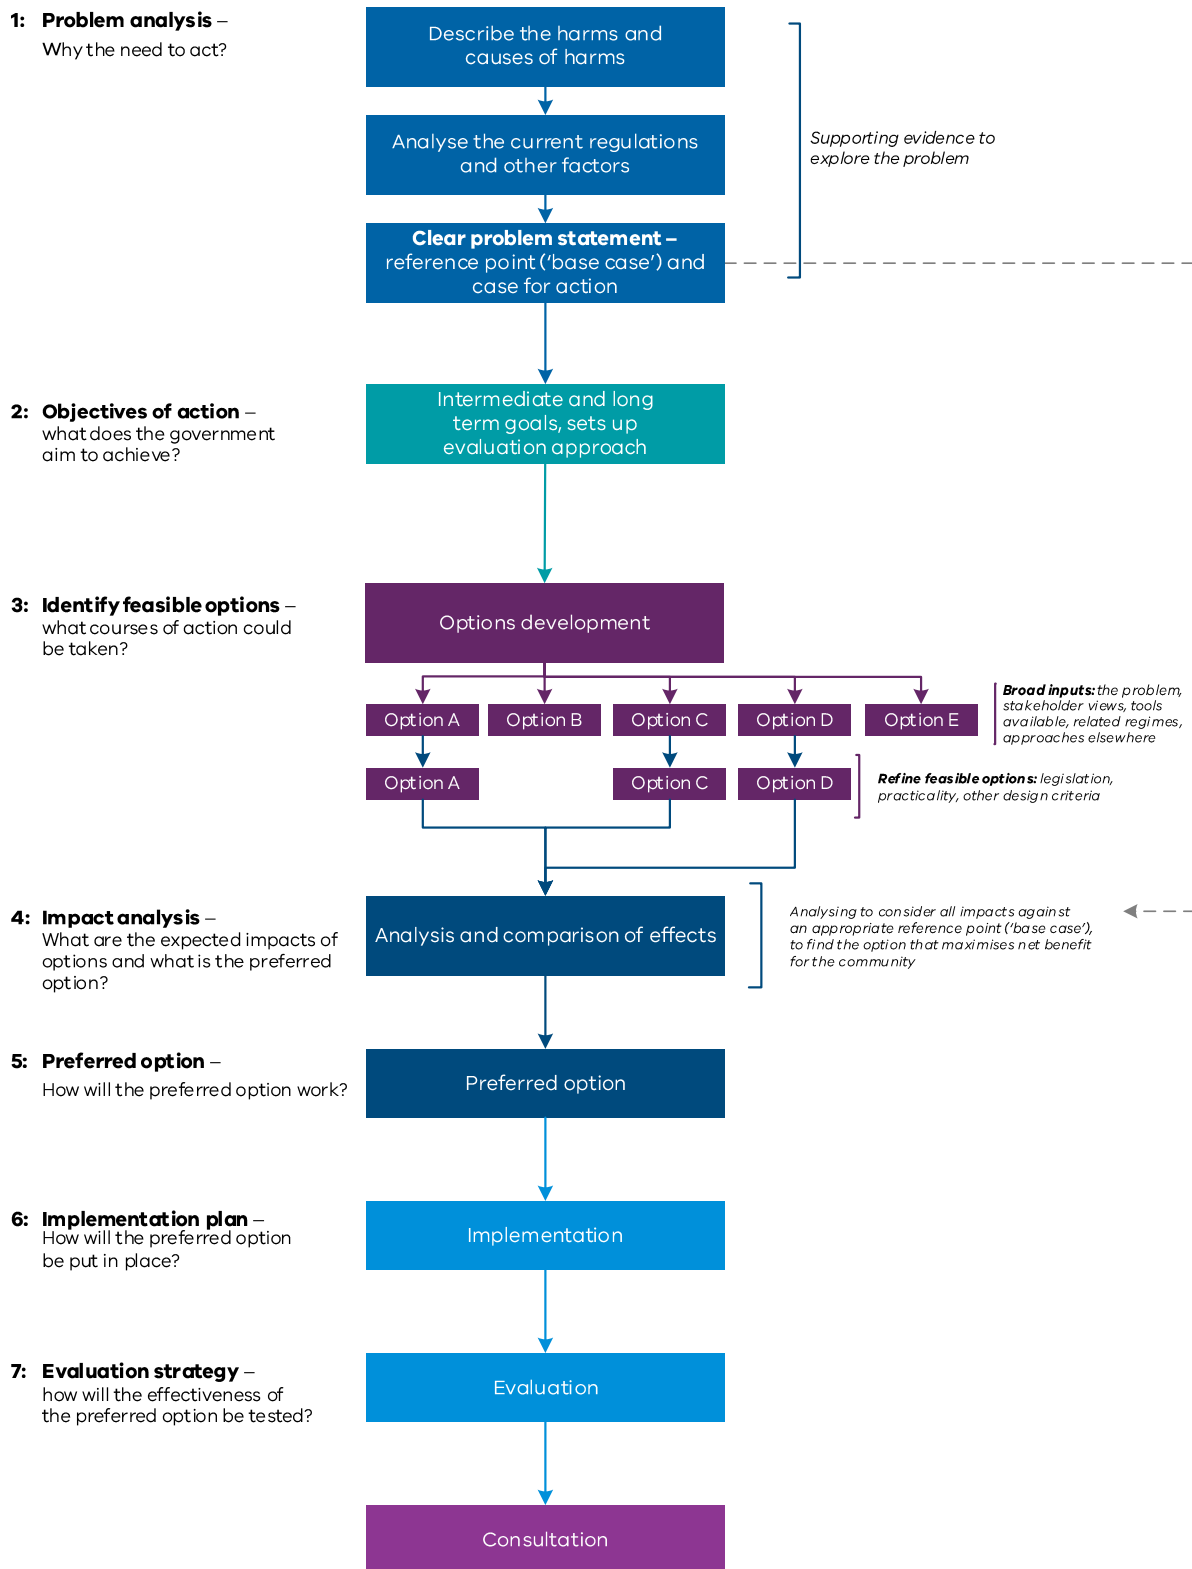 1: Problem analysis –
Why the need to act?
Describe the harms and
causes of harms
Analyse the current regulations
and other factors
Clear problem statement –
reference point (‘base case’) and
case for action
Supporting evidence to
explore the problem
2: Objectives of action –
what does the government
aim to achieve?
Intermediate and long
term goals, sets up
evaluation approach
3: Identify feasible options –
what courses of action could
be taken?
Options development
Option A
Option B
Option C
Option D
Option E
Broad inputs: the problem,
stakeholder views, tools
available, related regimes,
approaches elsewhere
Option A
Option C
Option D
Refine feasible options: legislation,
practicality, other design criteria
4: Impact analysis –
What are the expected impacts of
options and what is the preferred
option?
Analysis and comparison of effects
Analysing to consider all impacts against
an appropriate reference point (‘base case’),
to find the option that maximises net benefit
for the community
5: Preferred option –
How will the preferred option work?
Preferred option
6: Implementation plan –
How will the preferred option
be put in place?
Implementation
7: Evaluation strategy –
how will the effectiveness of
the preferred option be tested?
Evaluation
Consultation